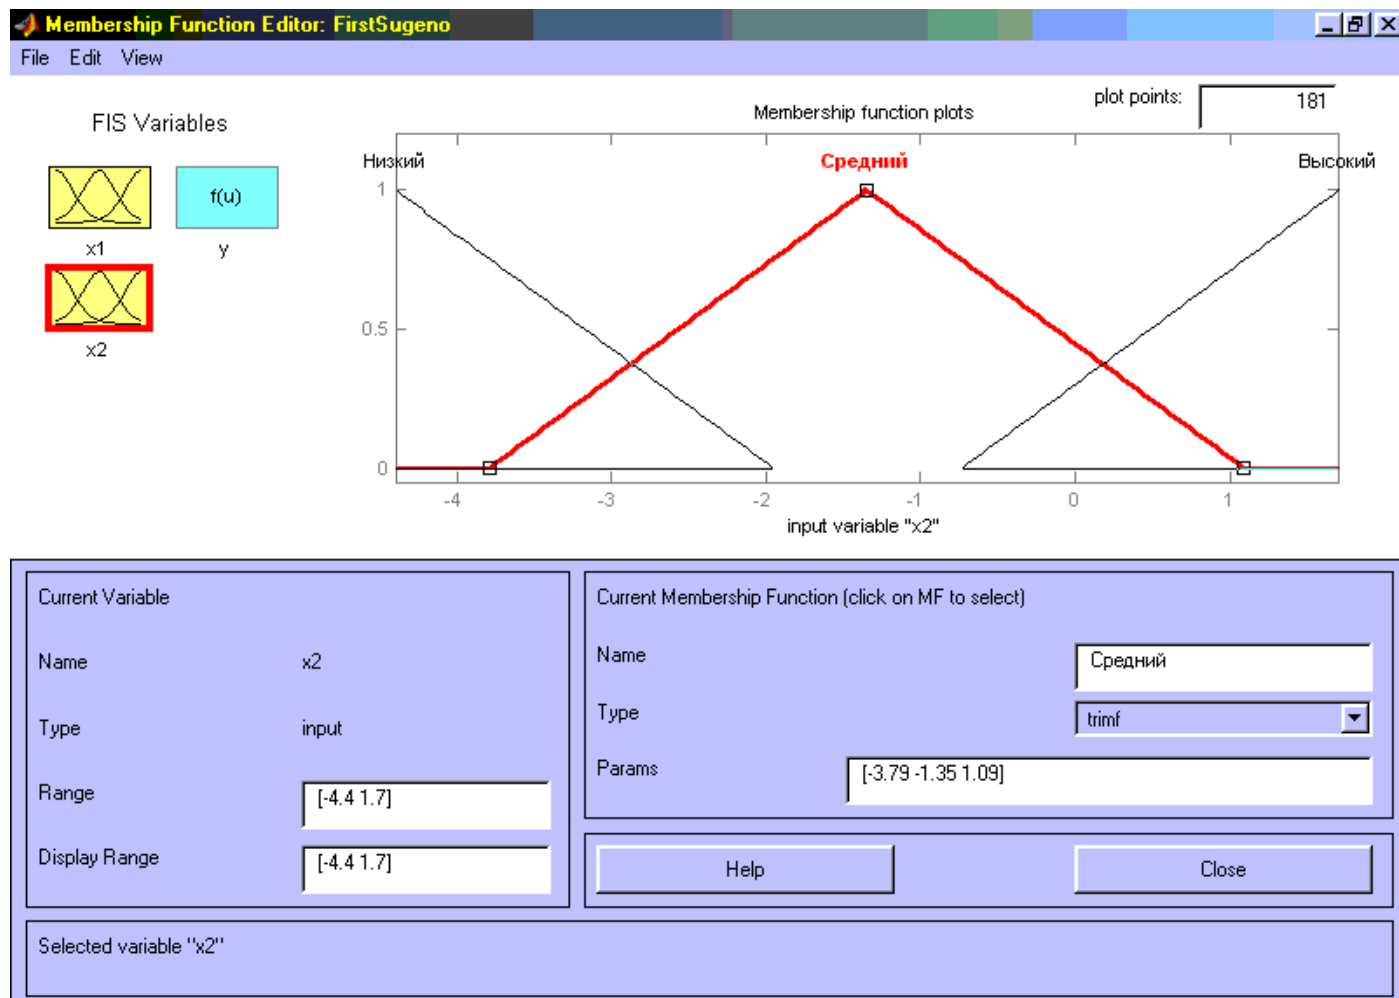 Membership Function Editor: FirstSugeno
File Edit View
FIS Variables
f(u)
x1
y
x2
plot points: 181
Membership function plots
Низкий
Средний
Высокий
1
0.5
0
-4 -3 -2 -1 0 1
input variable "x2"
Current Variable
Name x2
Type input
Range [-4.4 1.7]
Display Range [-4.4 1.7]
Current Membership Function (click on MF to select)
Name Средний
Type trimf
Params [-3.79 -1.35 1.09]
Help Close
Selected variable "x2"